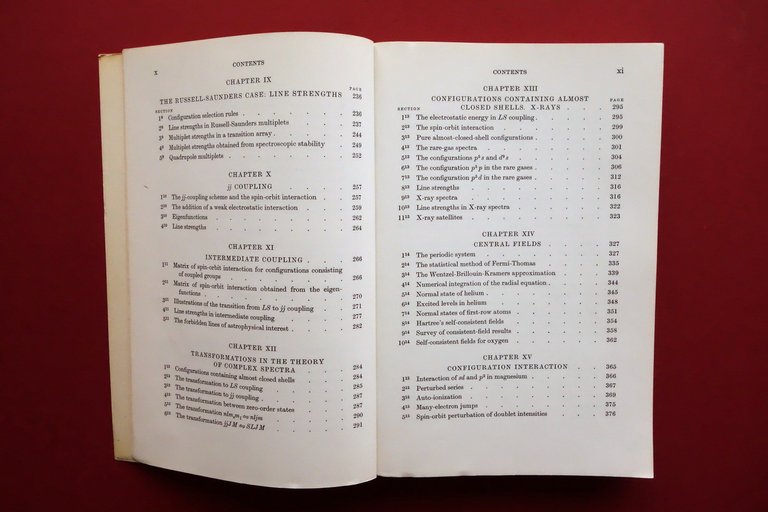 x
CONTENTS
CHAPTER IX
PAGE
THE RUSSELL-SAUNDERS CASE: LINE STRENGTHS 236
SECTION
1⁹ Configuration selection rules . . . . . . 236
2⁹ Line strengths in Russell-Saunders multiplets . . . 237
3⁹ Multiplet strengths in a transition array . . . . 244
4⁹ Multiplet strengths obtained from spectroscopic stability . 249
5⁹ Quadrupole multiplets . . . . . . 252
CHAPTER X
jj COUPLING . . . . 257
1¹⁰ The jj-coupling scheme and the spin-orbit interaction . . 257
2¹⁰ The addition of a weak electrostatic interaction . . . 259
3¹⁰ Eigenfunctions . . . . . . . 262
4¹⁰ Line strengths . . . . . . . 264
CHAPTER XI
INTERMEDIATE COUPLING . . . 266
1¹¹ Matrix of spin-orbit interaction for configurations consisting
of coupled groups . . . . . . 266
2¹¹ Matrix of spin-orbit interaction obtained from the eigen-
functions . . . . . . . 270
3¹¹ Illustrations of the transition from LS to jj coupling . . 271
4¹¹ Line strengths in intermediate coupling . . . . 277
5¹¹ The forbidden lines of astrophysical interest . . . 282
CHAPTER XII
TRANSFORMATIONS IN THE THEORY
OF COMPLEX SPECTRA . . . 284
1¹² Configurations containing almost closed shells . . . 284
2¹² The transformation to LS coupling . . . . 285
3¹² The transformation to jj coupling . . . . 287
4¹² The transformation between zero-order states . . . 287
5¹² The transformation nlmₛmₗ ∾ nljm . . . . 290
6¹² The transformation jjJM ∾ SLJM . . . . 291
CONTENTS
xi
CHAPTER XIII
CONFIGURATIONS CONTAINING ALMOST
PAGE
CLOSED SHELLS. X-RAYS . . . 295
SECTION
1¹³ The electrostatic energy in LS coupling . . . . 295
2¹³ The spin-orbit interaction . . . . . 299
3¹³ Pure almost-closed-shell configurations . . . . 300
4¹³ The rare-gas spectra . . . . . . 301
5¹³ The configurations p⁵s and d⁹s . . . . . 304
6¹³ The configuration p⁵p in the rare gases . . . . 306
7¹³ The configuration p⁵d in the rare gases . . . . 312
8¹³ Line strengths . . . . . . . 316
9¹³ X-ray spectra . . . . . . . 316
10¹³ Line strengths in X-ray spectra . . . . . 322
11¹³ X-ray satellites . . . . . . . 323
CHAPTER XIV
CENTRAL FIELDS . . . . 327
1¹⁴ The periodic system . . . . . . 327
2¹⁴ The statistical method of Fermi-Thomas . . . . 335
3¹⁴ The Wentzel-Brillouin-Kramers approximation . . . 339
4¹⁴ Numerical integration of the radial equation . . . 344
5¹⁴ Normal state of helium . . . . . . 345
6¹⁴ Excited levels in helium . . . . . . 348
7¹⁴ Normal states of first-row atoms . . . . . 351
8¹⁴ Hartree's self-consistent fields . . . . . 354
9¹⁴ Survey of consistent-field results . . . . . 358
10¹⁴ Self-consistent fields for oxygen . . . . . 362
CHAPTER XV
CONFIGURATION INTERACTION . . . 365
1¹⁵ Interaction of sd and p² in magnesium . . . . 366
2¹⁵ Perturbed series . . . . . . . 367
3¹⁵ Auto-ionization . . . . . . . 369
4¹⁵ Many-electron jumps . . . . . . 375
5¹⁵ Spin-orbit perturbation of doublet intensities . . . 376